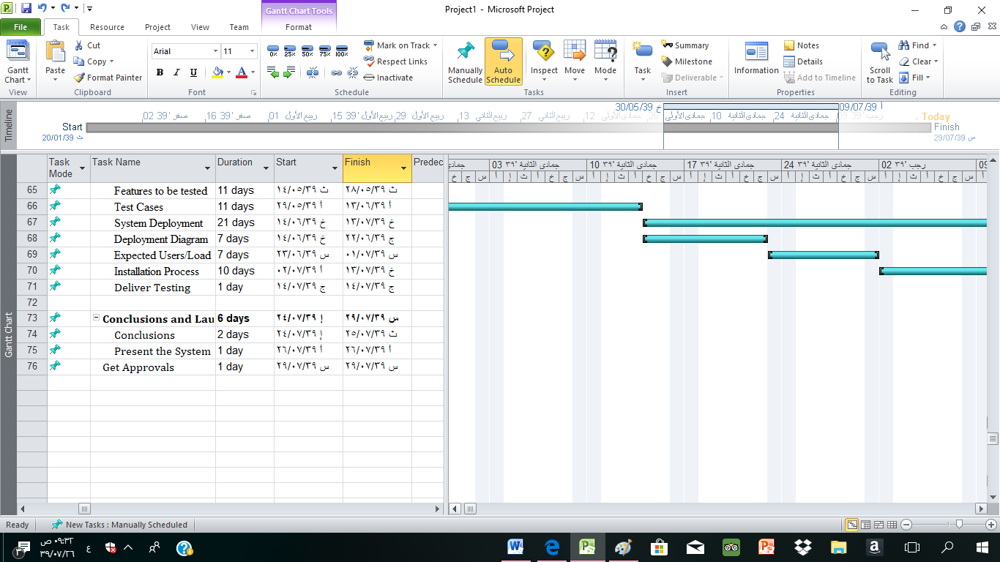 Project1 - Microsoft Project
Gantt Chart Tools
File Task Resource Project View Team Format
Gantt Chart
View
Paste
Cut
Copy
Format Painter
Clipboard
Arial 11
B I U A
Font
0% 25% 50% 75% 100%
Mark on Track
Respect Links
Inactivate
Schedule
Manually Schedule
Auto Schedule
Inspect
Move
Mode
Tasks
Task
Summary
Milestone
Deliverable
Insert
Information
Notes
Details
Add to Timeline
Properties
Scroll to Task
Find
Clear
Fill
Editing
Timeline
خ 30/05/39
أ 09/07/39
صفر '39 02
صفر '39 16
ربيع الأول 01
ربيع الأول '39 15
ربيع الأول 29
ربيع الثاني 13
ربيع الثاني 27
جمادى الأولى 12
جمادى الأولى
جمادى الثانية 10
جمادى الثانية 24
رجب '39 09
Today
Start
ث 20/01/39
Finish
س 29/07/39
Gantt Chart
Task Mode Task Name Duration Start Finish Predec
65 Features to be tested 11 days ث ١٤/٠٥/٣٩ ث ٢٨/٠٥/٣٩
66 Test Cases 11 days أ ٢٩/٠٥/٣٩ أ ١٣/٠٦/٣٩
67 System Deployment 21 days خ ١٤/٠٦/٣٩ خ ١٣/٠٧/٣٩
68 Deployment Diagram 7 days خ ١٤/٠٦/٣٩ ج ٢٢/٠٦/٣٩
69 Expected Users/Load 7 days س ٢٣/٠٦/٣٩ س ٠١/٠٧/٣٩
70 Installation Process 10 days أ ٠٢/٠٧/٣٩ خ ١٣/٠٧/٣٩
71 Deliver Testing 1 day ج ١٤/٠٧/٣٩ ج ١٤/٠٧/٣٩
72
73 Conclusions and Lau 6 days إ ٢٤/٠٧/٣٩ س ٢٩/٠٧/٣٩
74 Conclusions 2 days إ ٢٤/٠٧/٣٩ ث ٢٥/٠٧/٣٩
75 Present the System 1 day أ ٢٦/٠٧/٣٩ أ ٢٦/٠٧/٣٩
76 Get Approvals 1 day س ٢٩/٠٧/٣٩ س ٢٩/٠٧/٣٩
جمادى
03 جمادى الثانية '٣٩
10 جمادى الثانية '٣٩
17 جمادى الثانية '٣٩
24 جمادى الثانية '٣٩
02 رجب '٣٩
09
خ ج س أ إ ث أ خ ج س أ إ ث أ خ ج س أ إ ث أ خ ج س أ إ ث أ خ ج س أ إ ث أ خ ج س أ
Ready
New Tasks : Manually Scheduled
٠٩:٣٢ ص
٣٩/٠٧/٢٦
٣
ع